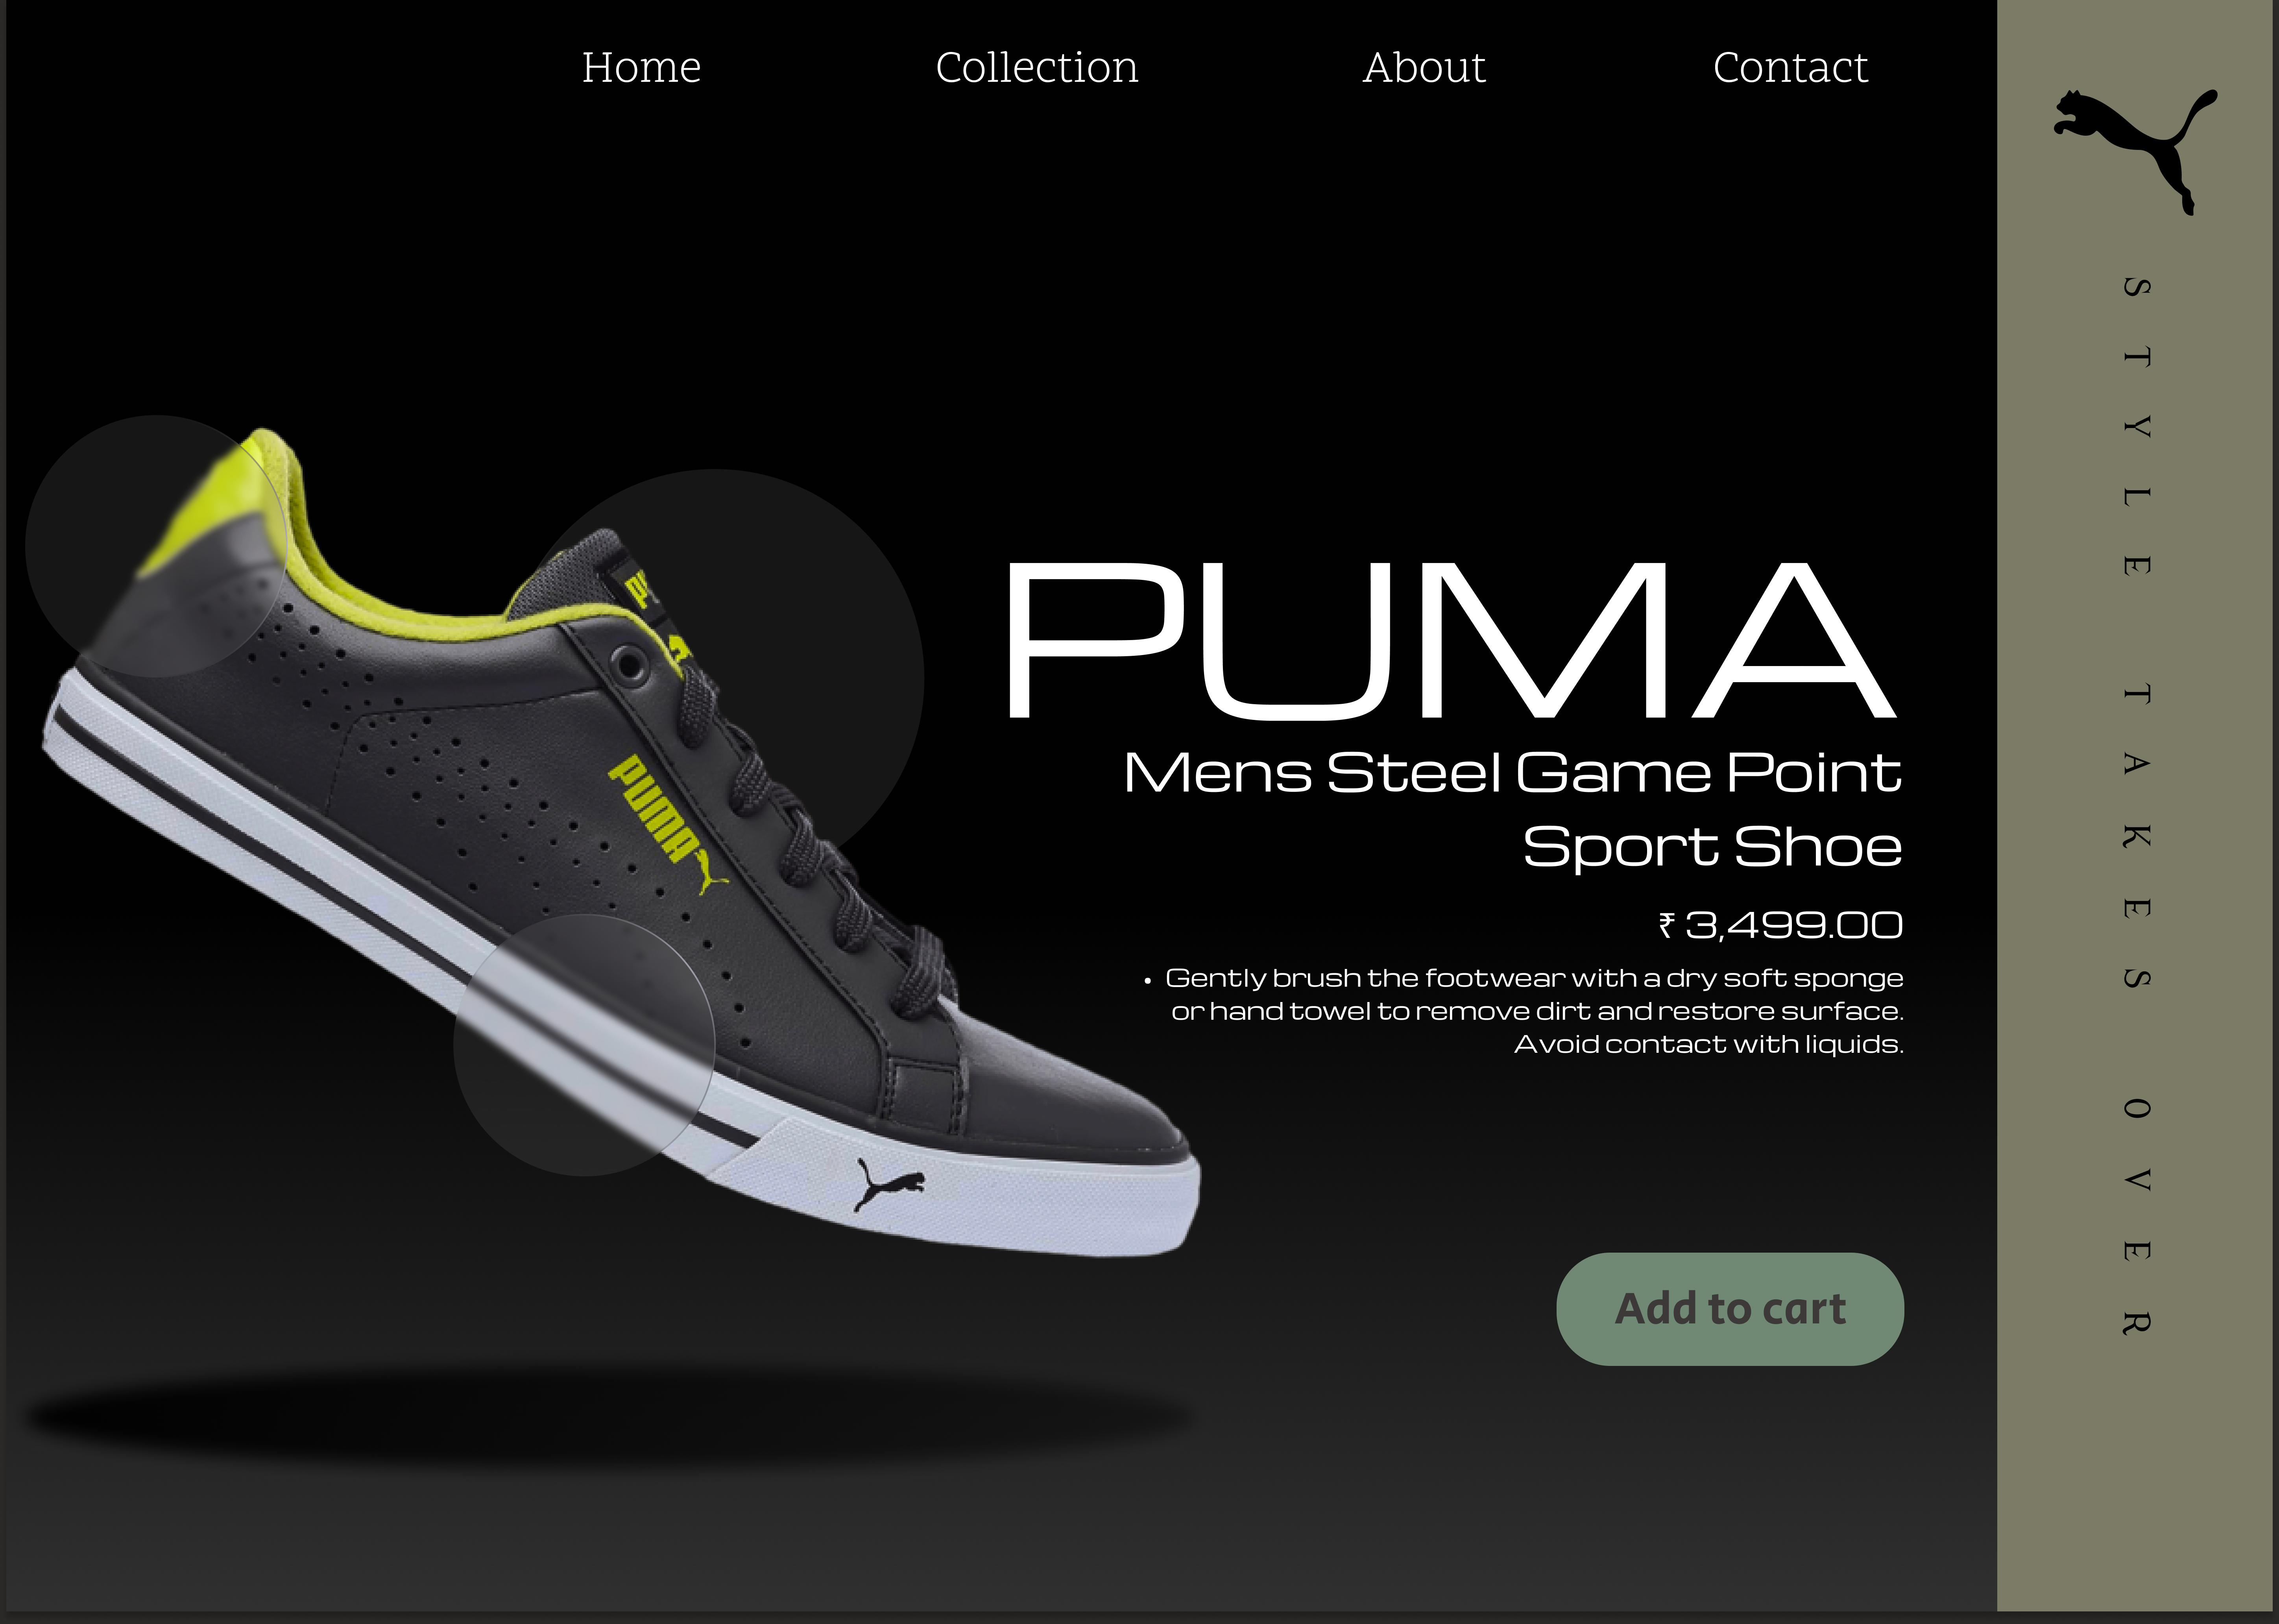 Home Collection About Contact
PUMA
Mens Steel Game Point
Sport Shoe
₹ 3,499.00
• Gently brush the footwear with a dry soft sponge
or hand towel to remove dirt and restore surface.
Avoid contact with liquids.
Add to cart
PUMA
STYLE TAKES OVER